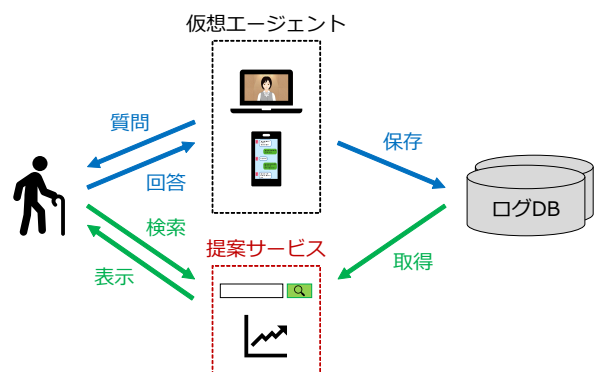 仮想エージェント
質問
保存
回答
ログDB
検索
提案サービス
取得
表示